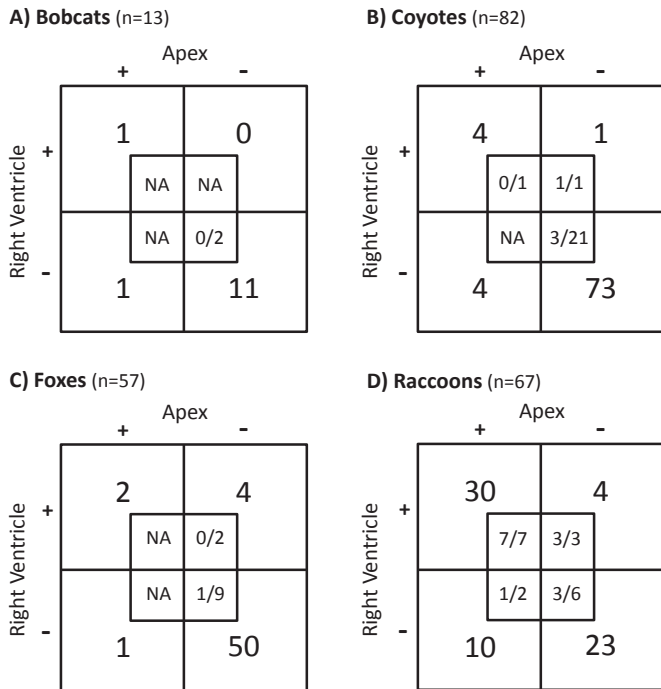 A) Bobcats (n=13)
Apex
+ -
Right Ventricle
+
-
1 0
NA NA
NA 0/2
1 11
B) Coyotes (n=82)
Apex
+ -
Right Ventricle
+
-
4 1
0/1 1/1
NA 3/21
4 73
C) Foxes (n=57)
Apex
+ -
Right Ventricle
+
-
2 4
NA 0/2
NA 1/9
1 50
D) Raccoons (n=67)
Apex
+ -
Right Ventricle
+
-
30 4
7/7 3/3
1/2 3/6
10 23